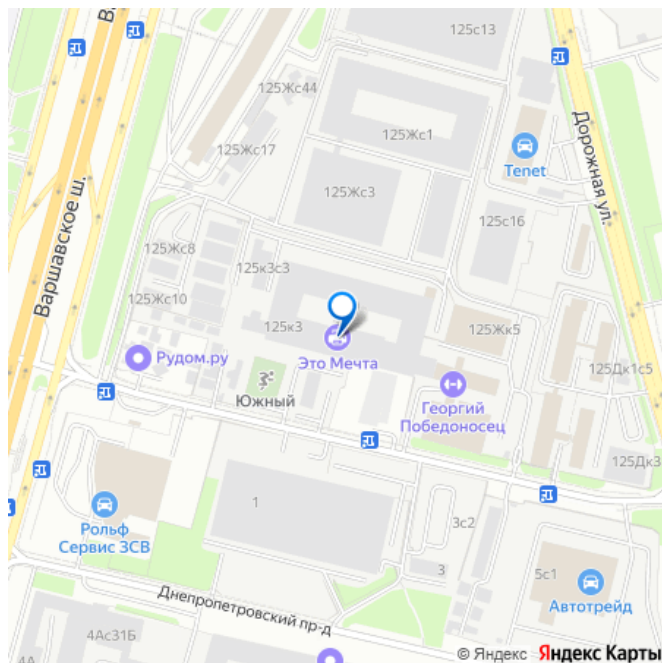 125с13
125Жс44
125Жс1
125Жс17
Tenet
Дорожная ул.
Варшавское ш.
125Жс3
125с16
125Жс8
125к3с3
125Жс10
125к3
125Жк5
Рудом.ру
Это Мечта
125Дк1с5
Южный
Георгий
Победоносец
125Дк3
1
Рольф
Сервис ЗСВ
3с2
3
5с1
Автотрейд
Днепропетровский пр-д
4Ас31Б
4А
© Яндекс Яндекс Карты